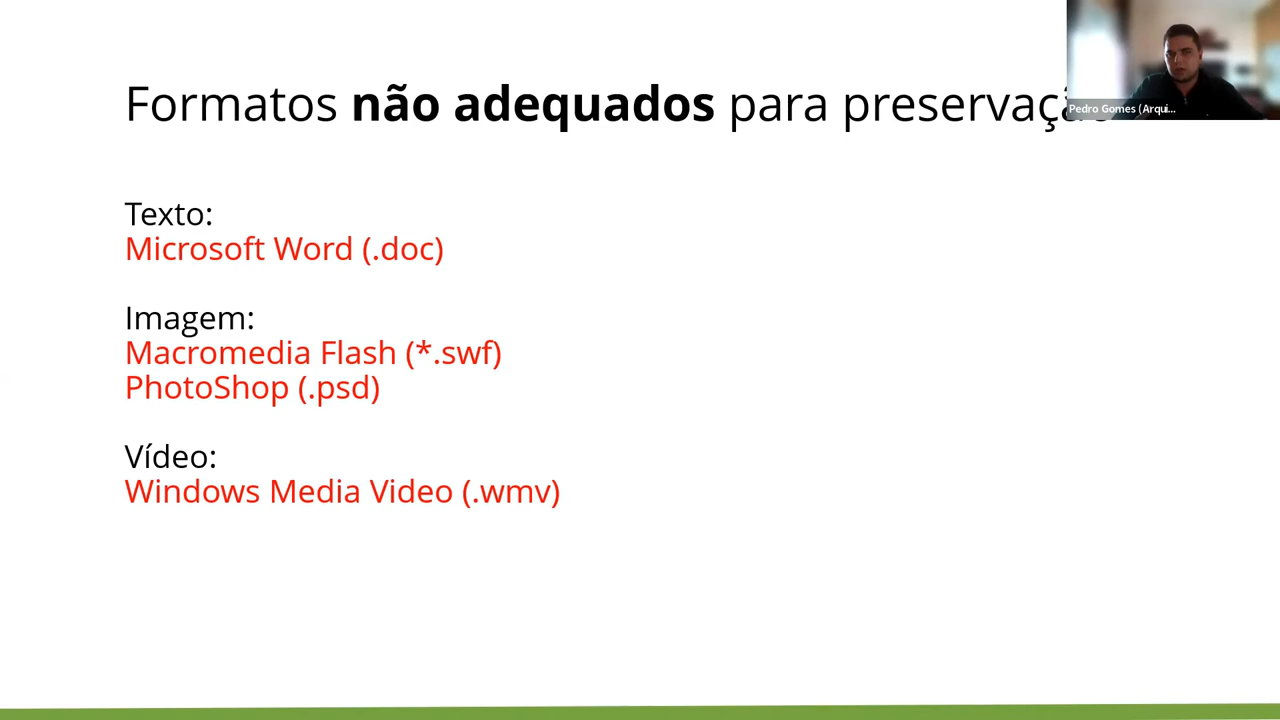 Formatos não adequados para preservação
Pedro Gomes (Arqui...
Texto:
Microsoft Word (.doc)
Imagem:
Macromedia Flash (*.swf)
PhotoShop (.psd)
Vídeo:
Windows Media Video (.wmv)